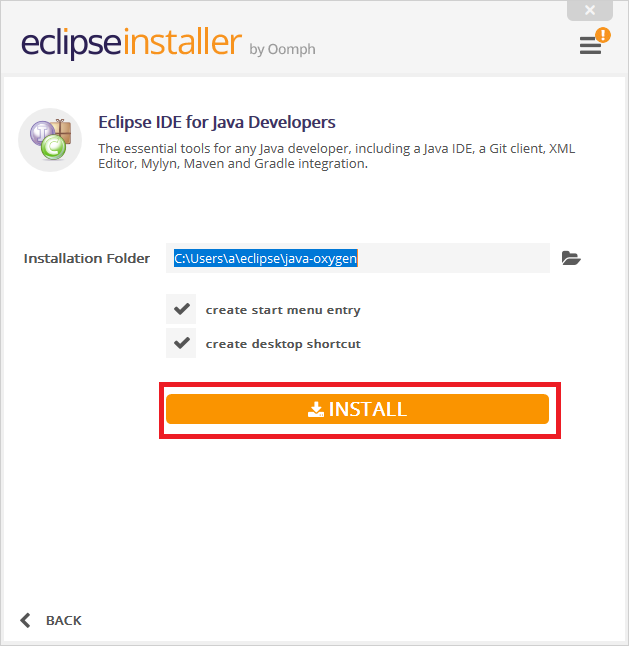 eclipseinstaller by Oomph
!
Eclipse IDE for Java Developers
The essential tools for any Java developer, including a Java IDE, a Git client, XML
Editor, Mylyn, Maven and Gradle integration.
Installation Folder C:\Users\a\eclipse\java-oxygen
create start menu entry
create desktop shortcut
INSTALL
BACK